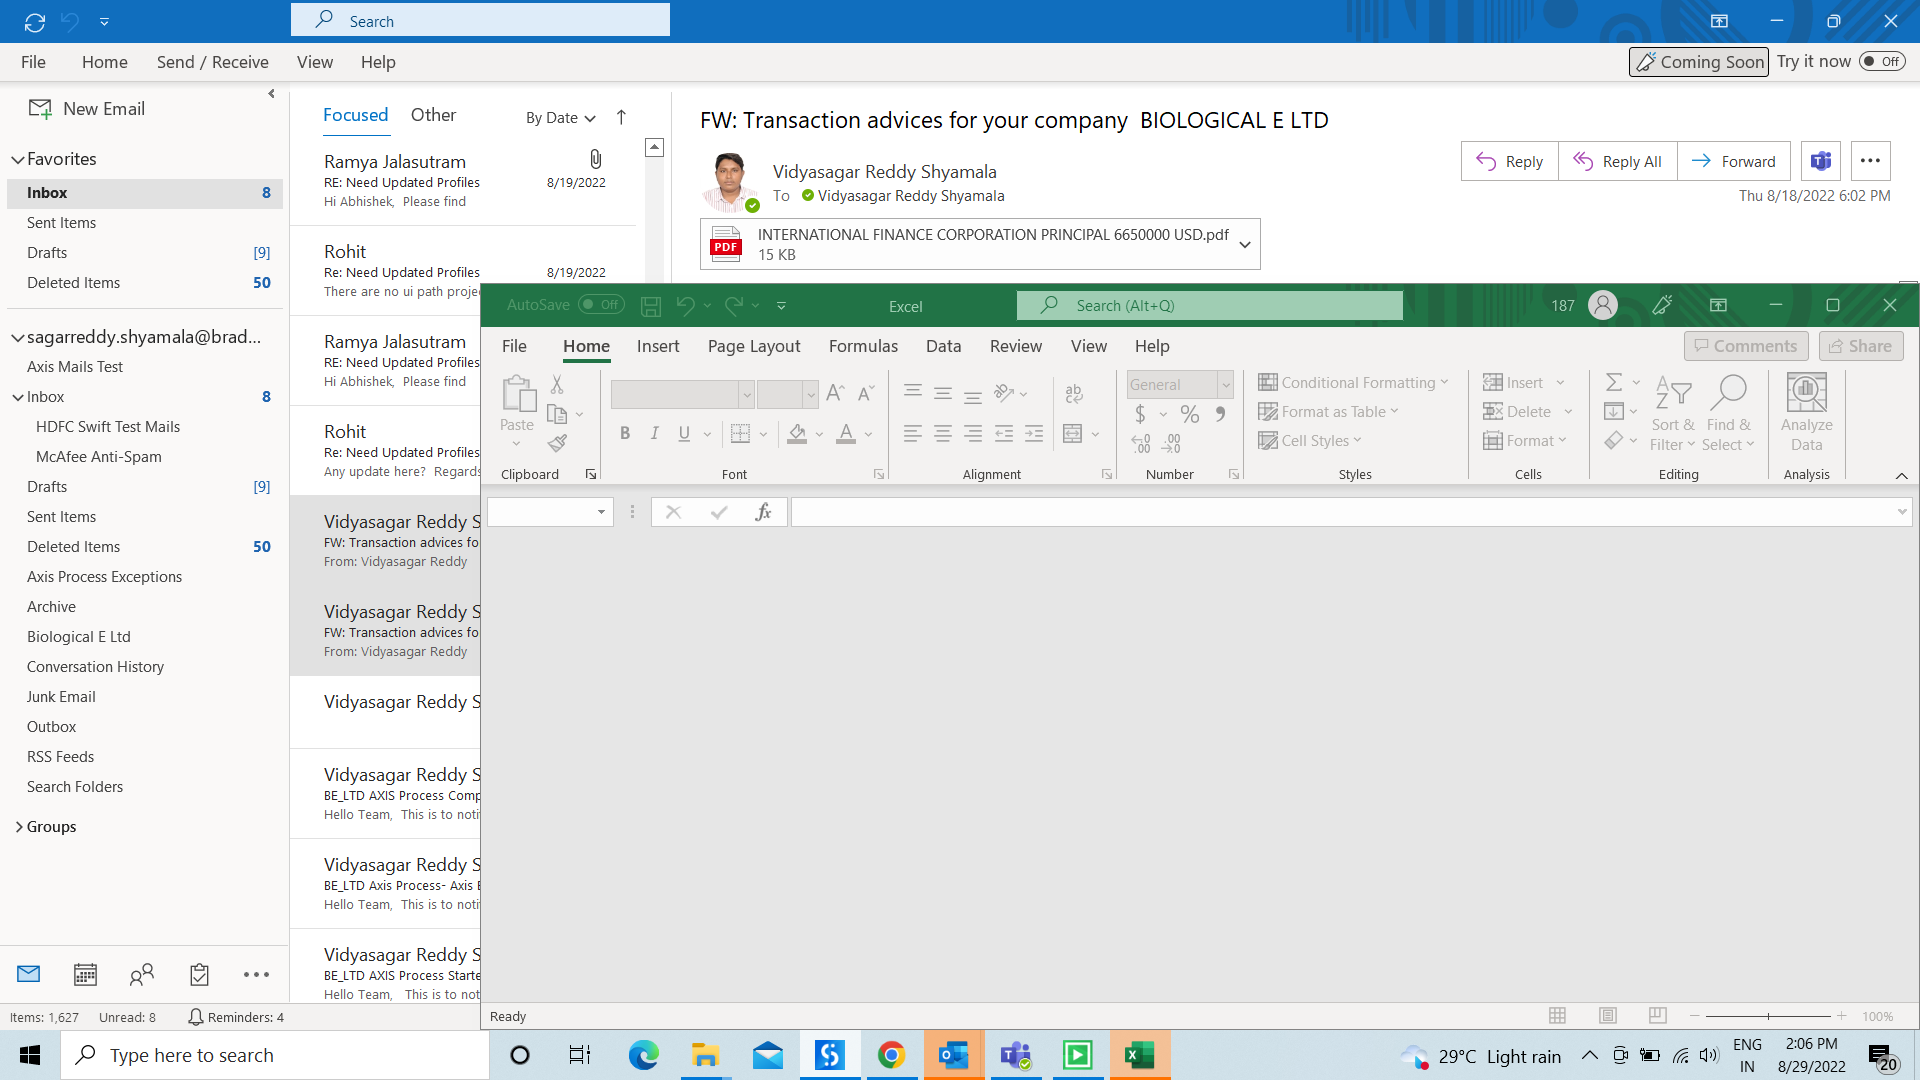 Search
File Home Send / Receive View Help
Coming Soon Try it now Off
New Email
Favorites
Inbox 8
Sent Items
Drafts [9]
Deleted Items 50
sagarreddy.shyamala@brad...
Axis Mails Test
Inbox 8
HDFC Swift Test Mails
McAfee Anti-Spam
Drafts [9]
Sent Items
Deleted Items 50
Axis Process Exceptions
Archive
Biological E Ltd
Conversation History
Junk Email
Outbox
RSS Feeds
Search Folders
Groups
Items: 1,627 Unread: 8 Reminders: 4
Focused Other By Date
Ramya Jalasutram
RE: Need Updated Profiles 8/19/2022
Hi Abhishek, Please find
Rohit
Re: Need Updated Profiles 8/19/2022
There are no ui path proje
Ramya Jalasutram
RE: Need Updated Profiles
Hi Abhishek, Please find
Rohit
Re: Need Updated Profiles
Any update here? Regards
Vidyasagar Reddy S
FW: Transaction advices fo
From: Vidyasagar Reddy
Vidyasagar Reddy S
FW: Transaction advices fo
From: Vidyasagar Reddy
Vidyasagar Reddy S
Vidyasagar Reddy S
BE_LTD AXIS Process Comp
Hello Team, This is to noti
Vidyasagar Reddy S
BE_LTD Axis Process- Axis E
Hello Team, This is to noti
Vidyasagar Reddy S
BE_LTD AXIS Process Starte
Hello Team, This is to not
FW: Transaction advices for your company BIOLOGICAL E LTD
Vidyasagar Reddy Shyamala
To Vidyasagar Reddy Shyamala
Reply Reply All Forward
Thu 8/18/2022 6:02 PM
PDF
INTERNATIONAL FINANCE CORPORATION PRINCIPAL 6650000 USD.pdf
15 KB
AutoSave Off Excel Search (Alt+Q) 187
File Home Insert Page Layout Formulas Data Review View Help Comments Share
Paste
Clipboard
B I U A
Font
ab
Alignment
General
$ % 9
Number
Conditional Formatting
Format as Table
Cell Styles
Styles
Insert
Delete
Format
Cells
Sort & Filter
Find & Select
Editing
Analyze Data
Analysis
fx
Ready 100%
Type here to search
29°C Light rain
ENG
IN
2:06 PM
8/29/2022
20